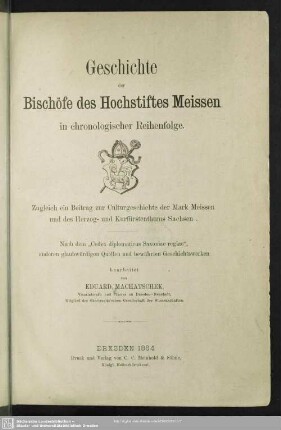 Geschichte
der
Bischöfe des Hochstiftes Meissen
in chronologischer Reihenfolge.
Zugleich ein Beitrag zur Culturgeschichte der Mark Meissen
und des Herzog- und Kurfürstenthums Sachsen.
Nach dem „Codex diplomaticus Saxoniae regiae“,
anderen glaubwürdigen Quellen und bewährten Geschichtswerken
bearbeitet
von
EDUARD MACHATSCHEK,
DRESDEN 1884
Druck und Verlag von C. C. Meinhold & Söhne,